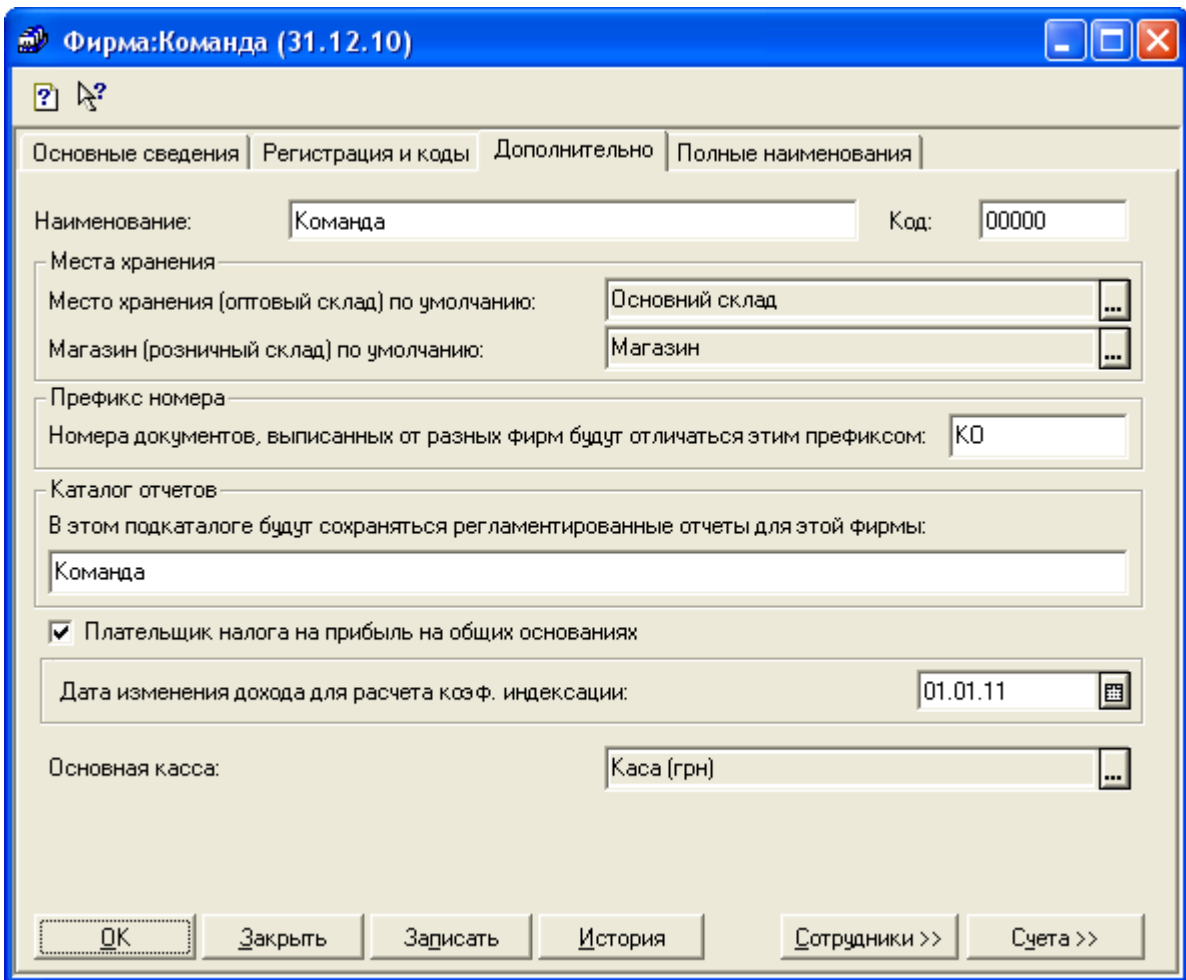 Фирма:Команда (31.12.10)
Основные сведения Регистрация и коды Дополнительно Полные наименования
Наименование: Команда Код: 00000
Места хранения
Место хранения (оптовый склад) по умолчанию: Основний склад ...
Магазин (розничный склад) по умолчанию: Магазин ...
Префикс номера
Номера документов, выписанных от разных фирм будут отличаться этим префиксом: КО
Каталог отчетов
В этом подкаталоге будут сохраняться регламентированные отчеты для этой фирмы:
Команда
Плательщик налога на прибыль на общих основаниях
Дата изменения дохода для расчета коэф. индексации: 01.01.11
Основная касса: Каса (грн) ...
OK Закрыть Записать История Сотрудники >> Счета >>